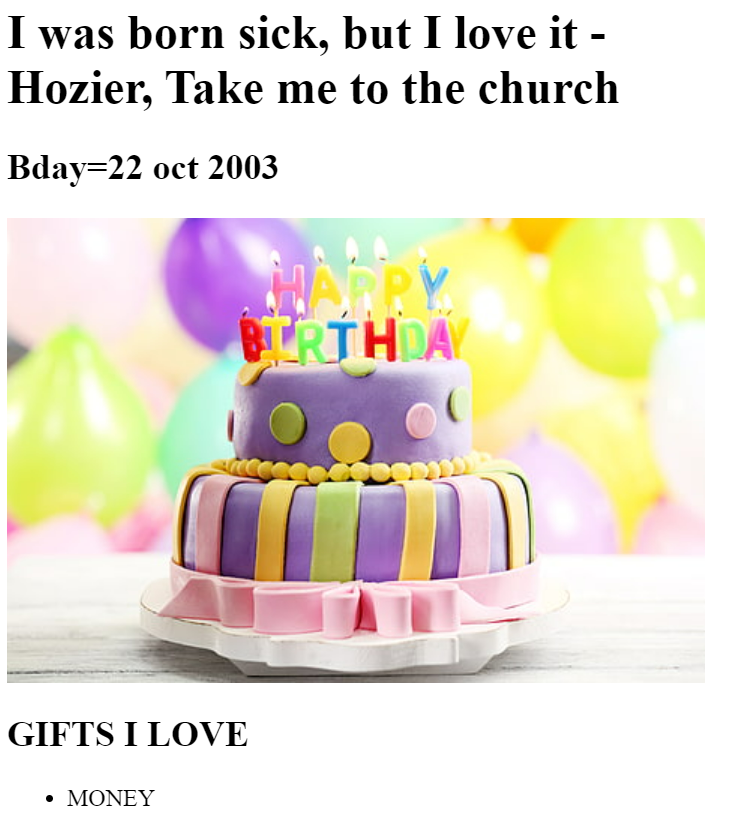 I was born sick, but I love it -
Hozier, Take me to the church
Bday=22 oct 2003
HAPPY
BIRTHDAY
GIFTS I LOVE
• MONEY